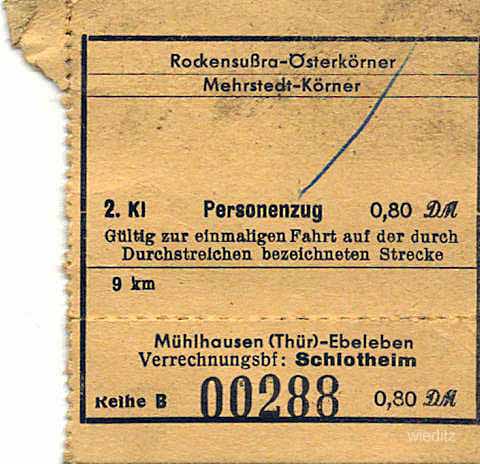 Rockensußra-Österkörner
Mehrstedt-Körner
2. Kl Personenzug 0,80 DM
Gültig zur einmaligen Fahrt auf der durch
Durchstreichen bezeichneten Strecke
9 km
Mühlhausen (Thür)-Ebeleben
Verrechnungsbf: Schlotheim
Reihe B 00288 0,80 DM
wieditz